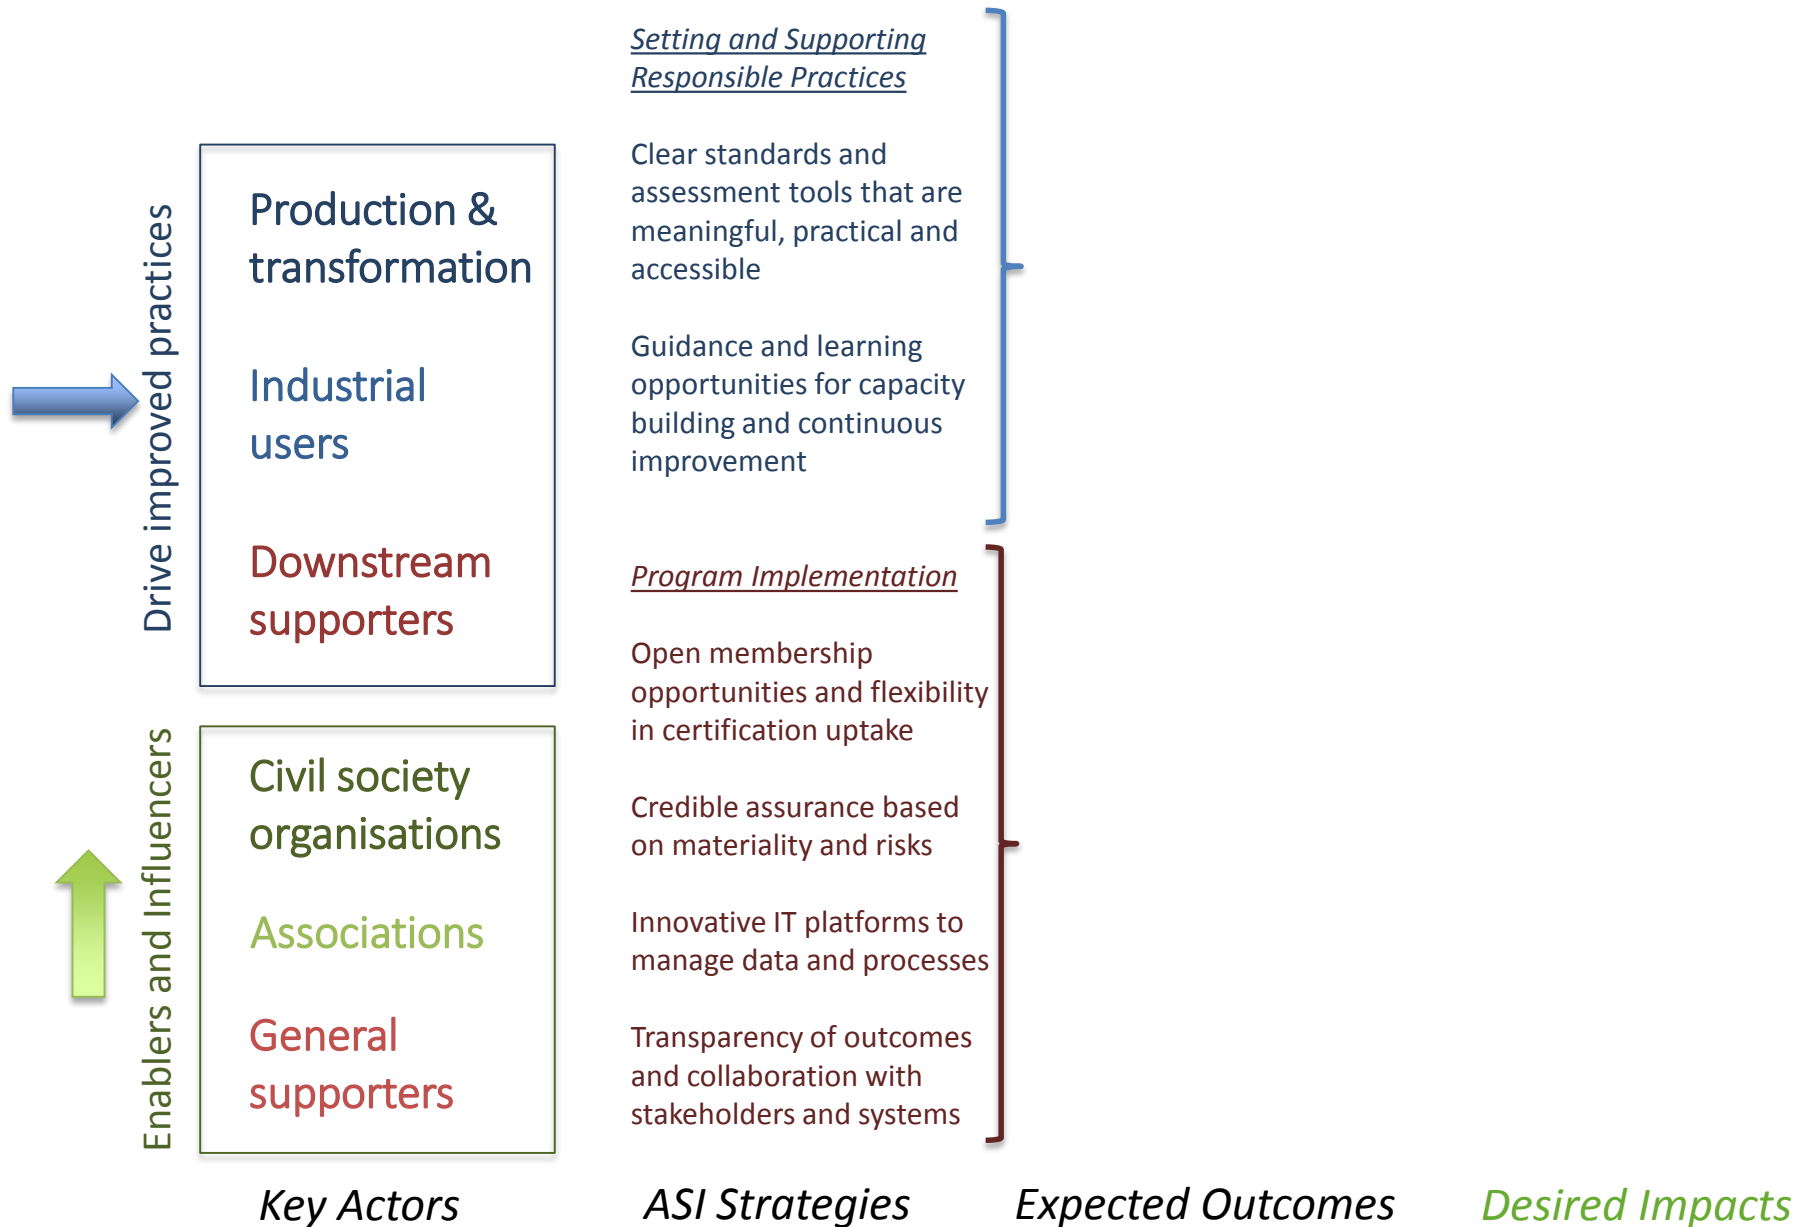 Drive improved practices
Production &
transformation
Industrial
users
Downstream
supporters
Enablers and Influencers
Civil society
organisations
Associations
General
supporters
Setting and Supporting
Responsible Practices
Clear standards and
assessment tools that are
meaningful, practical and
accessible
Guidance and learning
opportunities for capacity
building and continuous
improvement
Program Implementation
Open membership
opportunities and flexibility
in certification uptake
Credible assurance based
on materiality and risks
Innovative IT platforms to
manage data and processes
Transparency of outcomes
and collaboration with
stakeholders and systems
Key Actors
ASI Strategies
Expected Outcomes
Desired Impacts